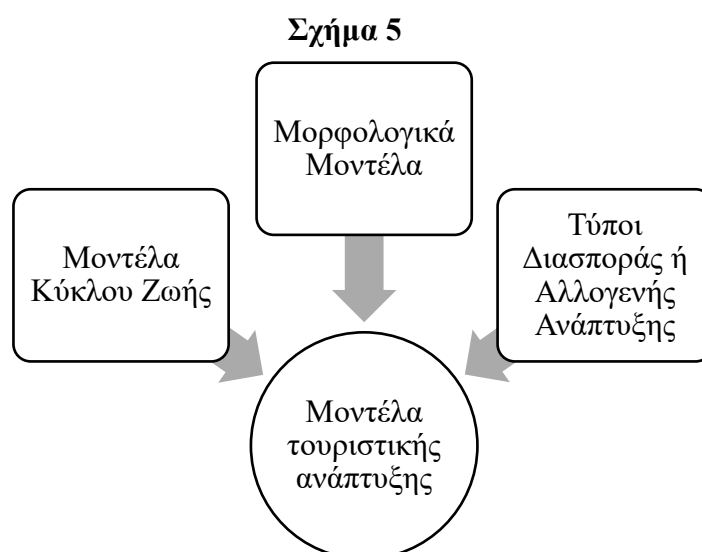 Σχήμα 5
Μορφολογικά
Μοντέλα
Μοντέλα
Κύκλου Ζωής
Τύποι
Διασποράς ή
Αλλογενής
Ανάπτυξης
Μοντέλα
τουριστικής
ανάπτυξης